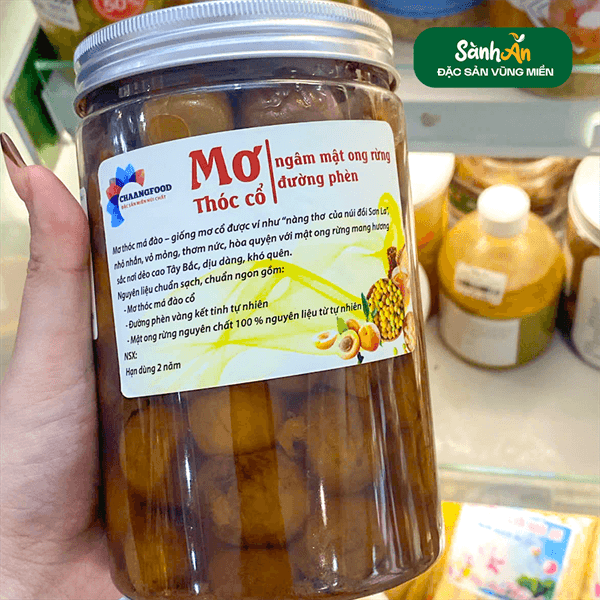 SànhĂn
ĐẶC SẢN VÙNG MIỀN
CHAANGFOOD
Mơ
Thóc cổ
ngâm mật ong rừng
đường phèn
Mơ thóc má đào – giống mơ cổ được ví như “nàng thơ của núi đồi Sơn La”,
nhỏ nhắn, vỏ mỏng, thơm nức, hòa quyện với mật ong rừng mang hương
sắc nơi dẻo cao Tây Bắc, dịu dàng, khó quên.
Nguyên liệu chuẩn sạch, chuẩn ngon gồm:
- Mơ thóc má đào cổ
- Đường phèn vàng kết tinh tự nhiên
- Mật ong rừng nguyên chất 100 % nguyên liệu từ tự nhiên
NSX:
Hạn dùng 2 năm